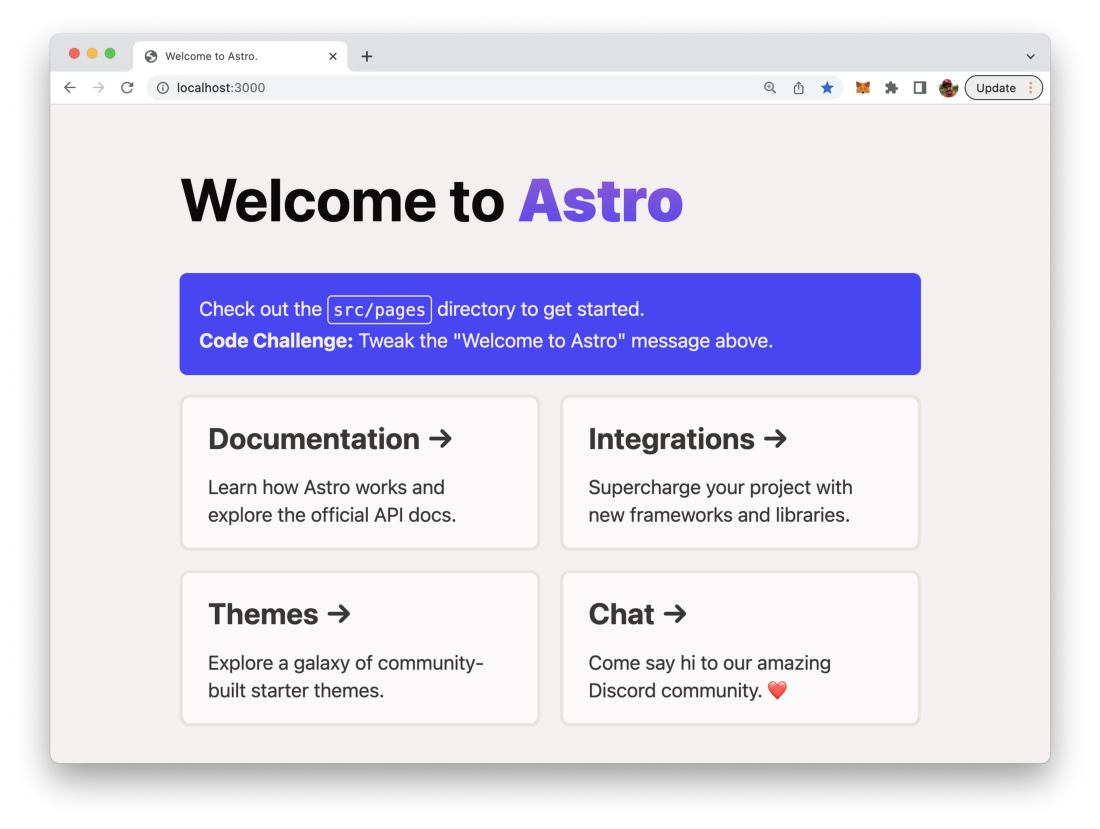 Welcome to Astro.
localhost:3000
Update
Welcome to Astro
Check out the src/pages directory to get started.
Code Challenge: Tweak the "Welcome to Astro" message above.
Documentation →
Learn how Astro works and
explore the official API docs.
Integrations →
Supercharge your project with
new frameworks and libraries.
Themes →
Explore a galaxy of community-
built starter themes.
Chat →
Come say hi to our amazing
Discord community. ❤️